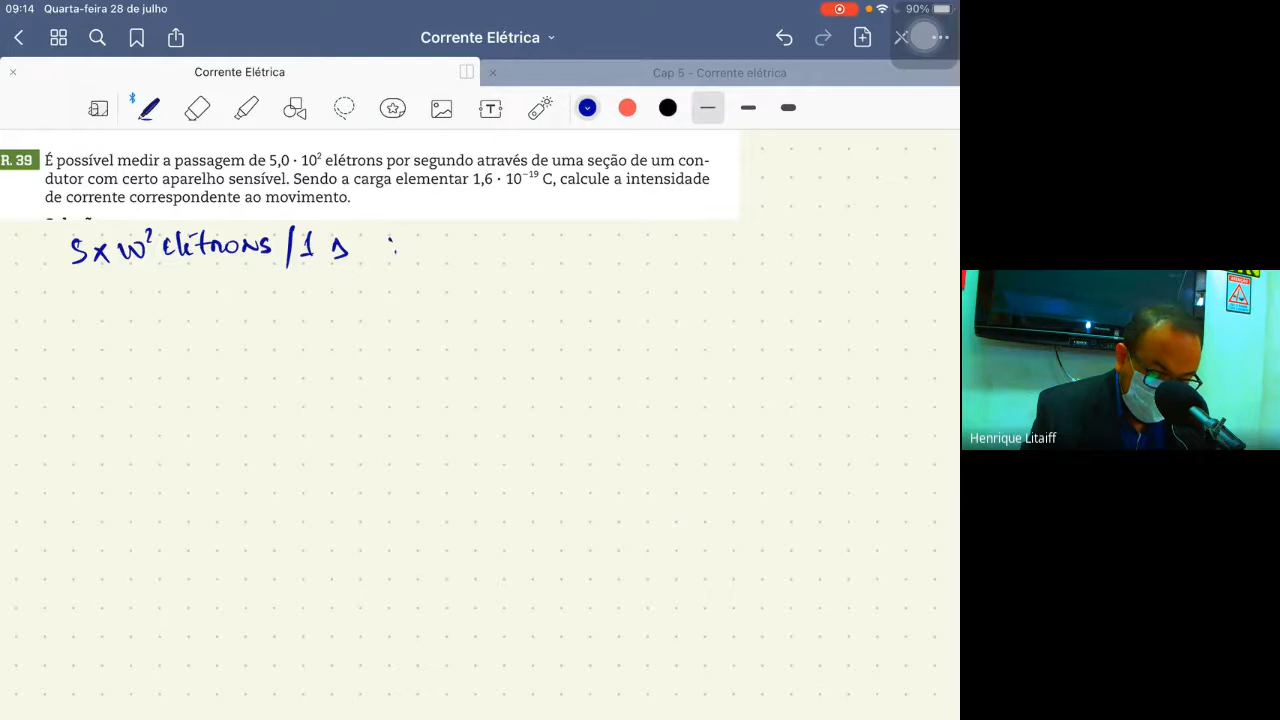 09:14 Quarta-feira 28 de julho
90%
Corrente Elétrica
Corrente Elétrica
Cap 5 - Corrente elétrica
T
R. 39 É possível medir a passagem de 5,0 · 10² elétrons por segundo através de uma seção de um con-
dutor com certo aparelho sensível. Sendo a carga elementar 1,6 · 10⁻¹⁹ C, calcule a intensidade
de corrente correspondente ao movimento.
5 x 10² elétrons / 1 s :
Henrique Litaiff